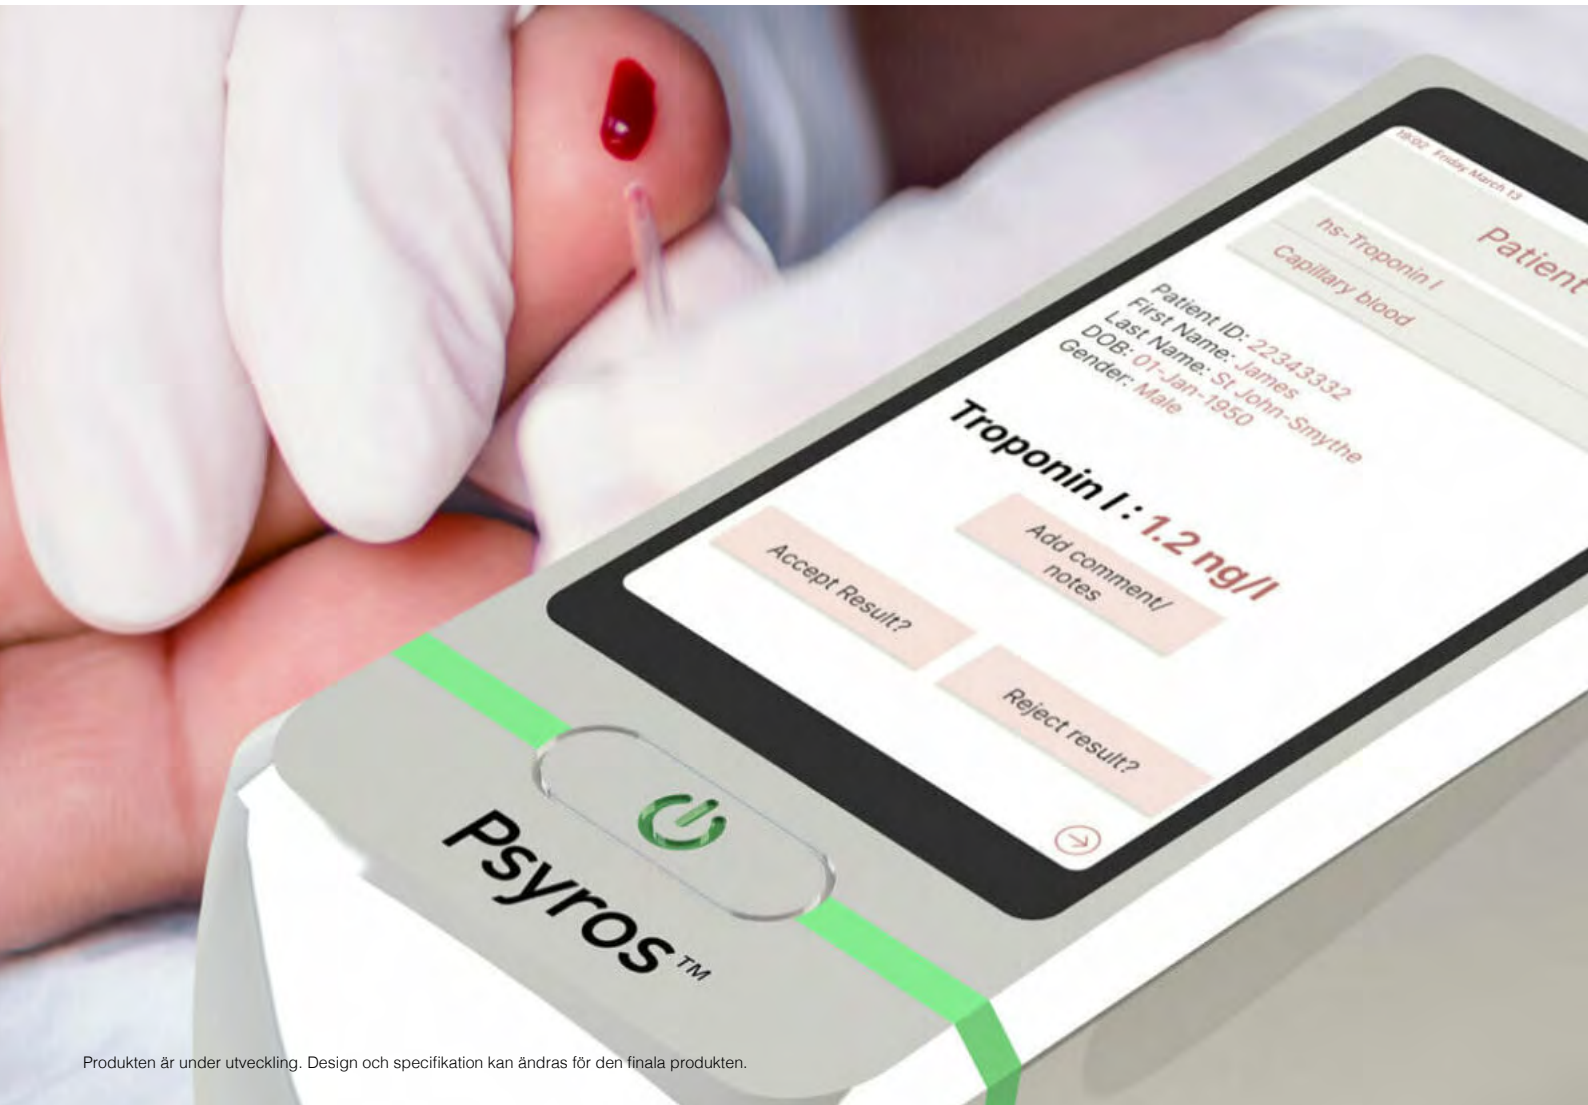 19:02 Friday March 13
Patient
hs-Troponin I
Capillary blood
Patient ID: 22343332
First Name: James
Last Name: St John-Smythe
DOB: 01-Jan-1950
Gender: Male
Troponin I : 1.2 ng/l
Add comment/
notes
Accept Result?
Reject result?
Psyros™
Produkten är under utveckling. Design och specifikation kan ändras för den finala produkten.